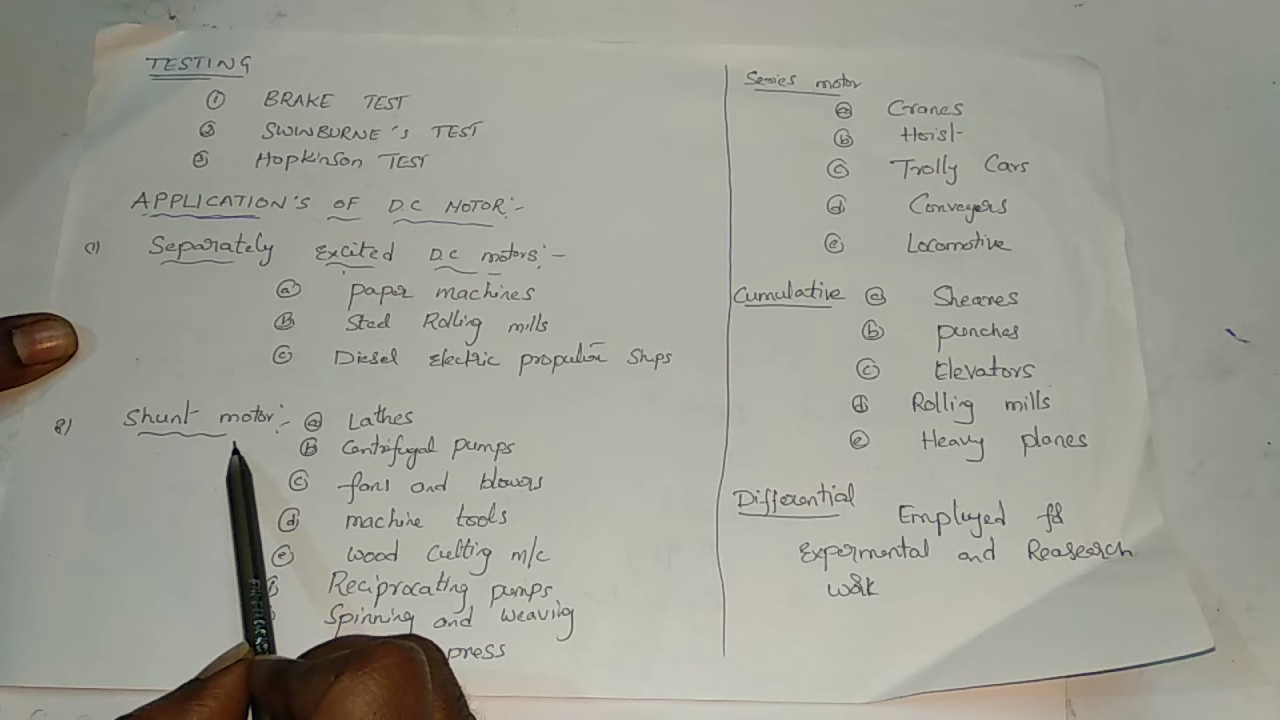 TESTING
① BRAKE TEST
② SWINBURNE'S TEST
③ Hopkinson TEST
APPLICATION'S OF D.C MOTOR:-
(1) Separately Excited D.C motors:-
ⓐ paper machines
ⓑ Steel Rolling mills
ⓒ Diesel Electric propulsion Ships
2) Shunt motor:- ⓐ Lathes
ⓑ Centrifugal pumps
ⓒ fans and blowers
ⓓ machine tools
ⓔ wood cutting m/c
Reciprocating pumps
Spinning and weaving
press
Series motor
ⓐ Cranes
ⓑ Hoist
ⓒ Trolly Cars
ⓓ Conveyers
ⓔ Locomotive
Cumulative ⓐ Sheares
ⓑ punches
ⓒ Elevators
ⓓ Rolling mills
ⓔ Heavy planes
Differential
Employed for
Expermental and Reasearch
work